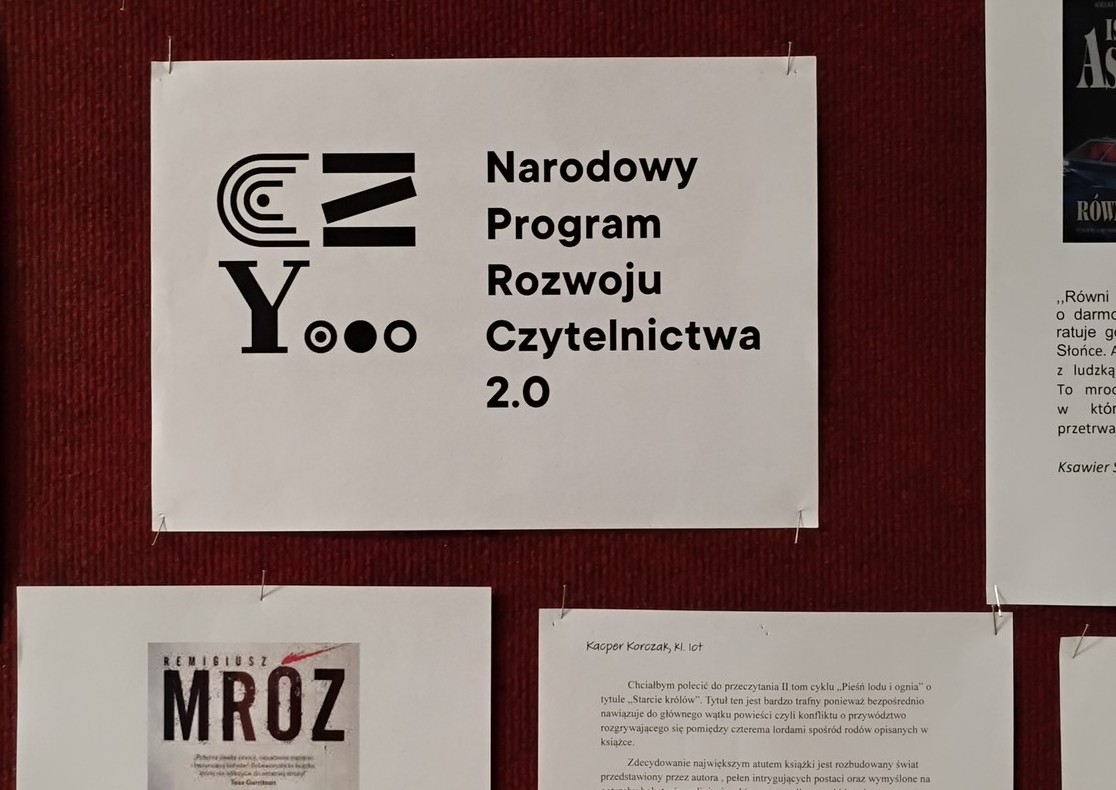 CZ
Y
Narodowy
Program
Rozwoju
Czytelnictwa
2.0
AS
RÓW
,,Równi
o darmo
ratuje
Słońce.
z ludzką
To
w
przetrwa
Ksawier S
REMIGIUSZ
MRÓZ
Tess Gerritsen
Kacper Korczak, kl. 1ct
Chciałbym polecić do przeczytania II tom cyklu „Pieśń lodu i ognia” o
tytule „Starcie królów”. Tytuł ten jest bardzo trafny ponieważ bezpośrednio
nawiązuje do głównego wątku powieści czyli konfliktu o przywództwo
rozgrywającego się pomiędzy czterema lordami spośród rodów opisanych w
książce.
Zdecydowanie największym atutem książki jest rozbudowany świat
przedstawiony przez autora , pełen intrygujących postaci oraz wymyślone na